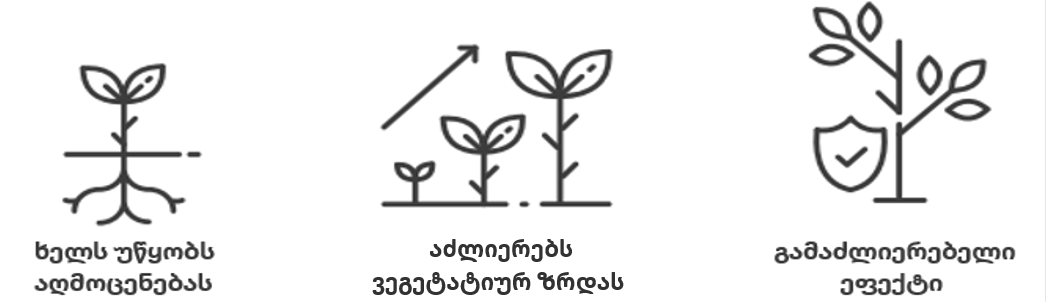 ხელს უწყობს
აღმოცენებას
აძლიერებს
ვეგეტატიურ ზრდას
გამაძლიერებელი
ეფექტი